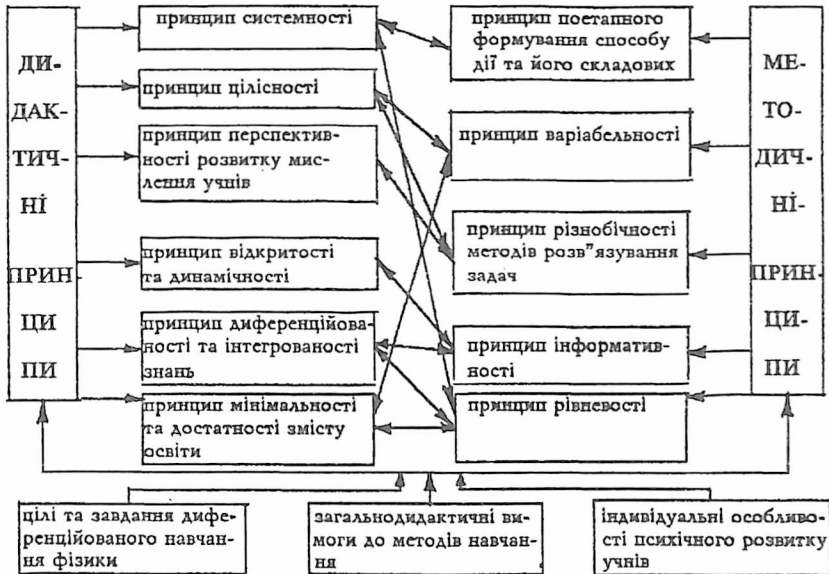 ДИ-
ДАК-
ТИЧ-
НІ
ПРИН-
ЦИ
ПИ
принцип системності
принцип цілісності
принцип перспектив-
ності розвитку мис-
лення учнів
принцип відкритості
та динамічності
принцип диференційова-
ності та інтегрованості
знань
принцип мінімальності
та достатності змісту
освіти
принцип поетапного
формування способу
дії та його складових
принцип варіабельності
принцип різнобічності
методів розв"язування
задач
принцип інформатив-
ності
принцип рівневості
МЕ-
ТО-
ДИЧ-
НІ-
ПРИН-
ЦИ-
ПИ
цілі та завдання дифе-
ренційованого навчан-
ня фізики
загальнодидактичні ви-
моги до методів навчан-
ня
індивідуальні особливо-
сті психічного розвитку
учнів